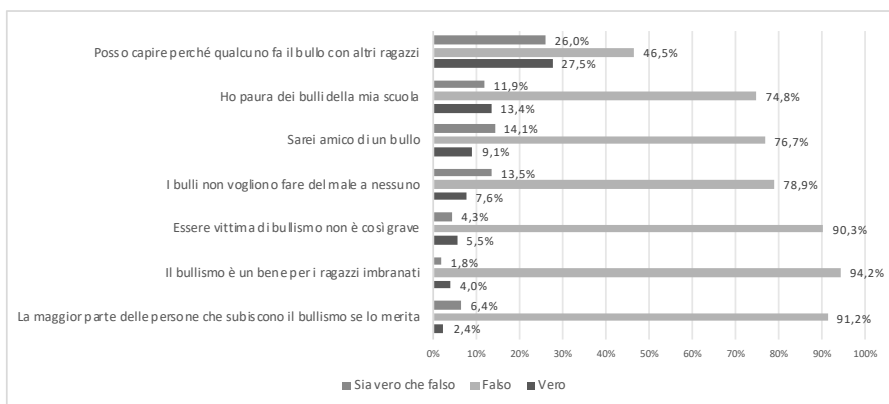 26,0%
Posso capire perché qualcuno fa il bullo con altri ragazzi
46,5%
27,5%
11,9%
Ho paura dei bulli della mia scuola
74,8%
13,4%
14,1%
Sarei amico di un bullo
76,7%
9,1%
13,5%
I bulli non vogliono fare del male a nessuno
78,9%
7,6%
4,3%
Essere vittima di bullismo non è così grave
90,3%
5,5%
1,8%
Il bullismo è un bene per i ragazzi imbranati
94,2%
4,0%
6,4%
La maggior parte delle persone che subiscono il bullismo se lo merita
91,2%
2,4%
0% 10% 20% 30% 40% 50% 60% 70% 80% 90% 100%
Sia vero che falso Falso Vero